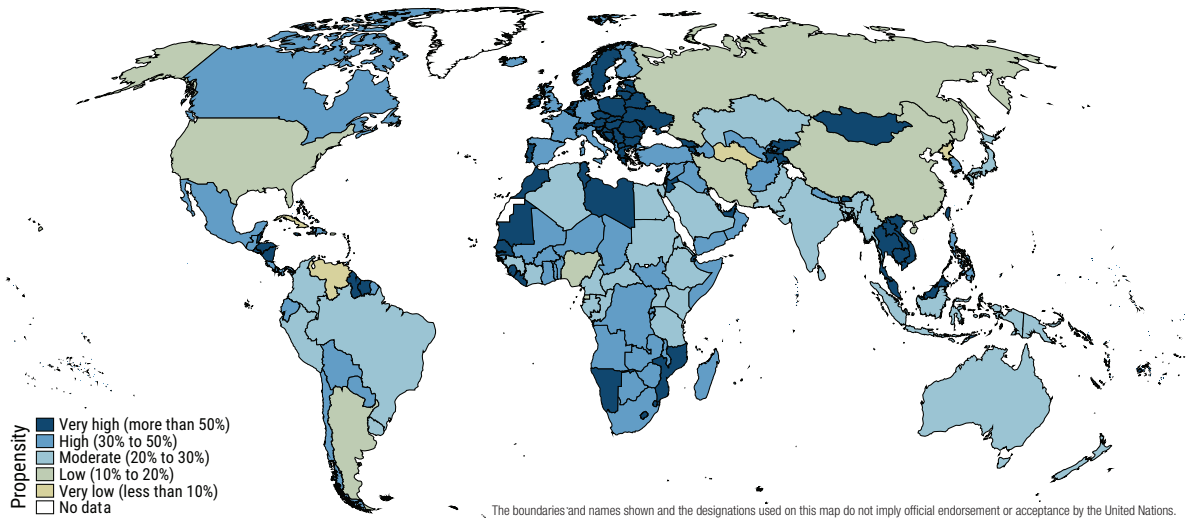 Propensity
Very high (more than 50%)
High (30% to 50%)
Moderate (20% to 30%)
Low (10% to 20%)
Very low (less than 10%)
No data
The boundaries and names shown and the designations used on this map do not imply official endorsement or acceptance by the United Nations.